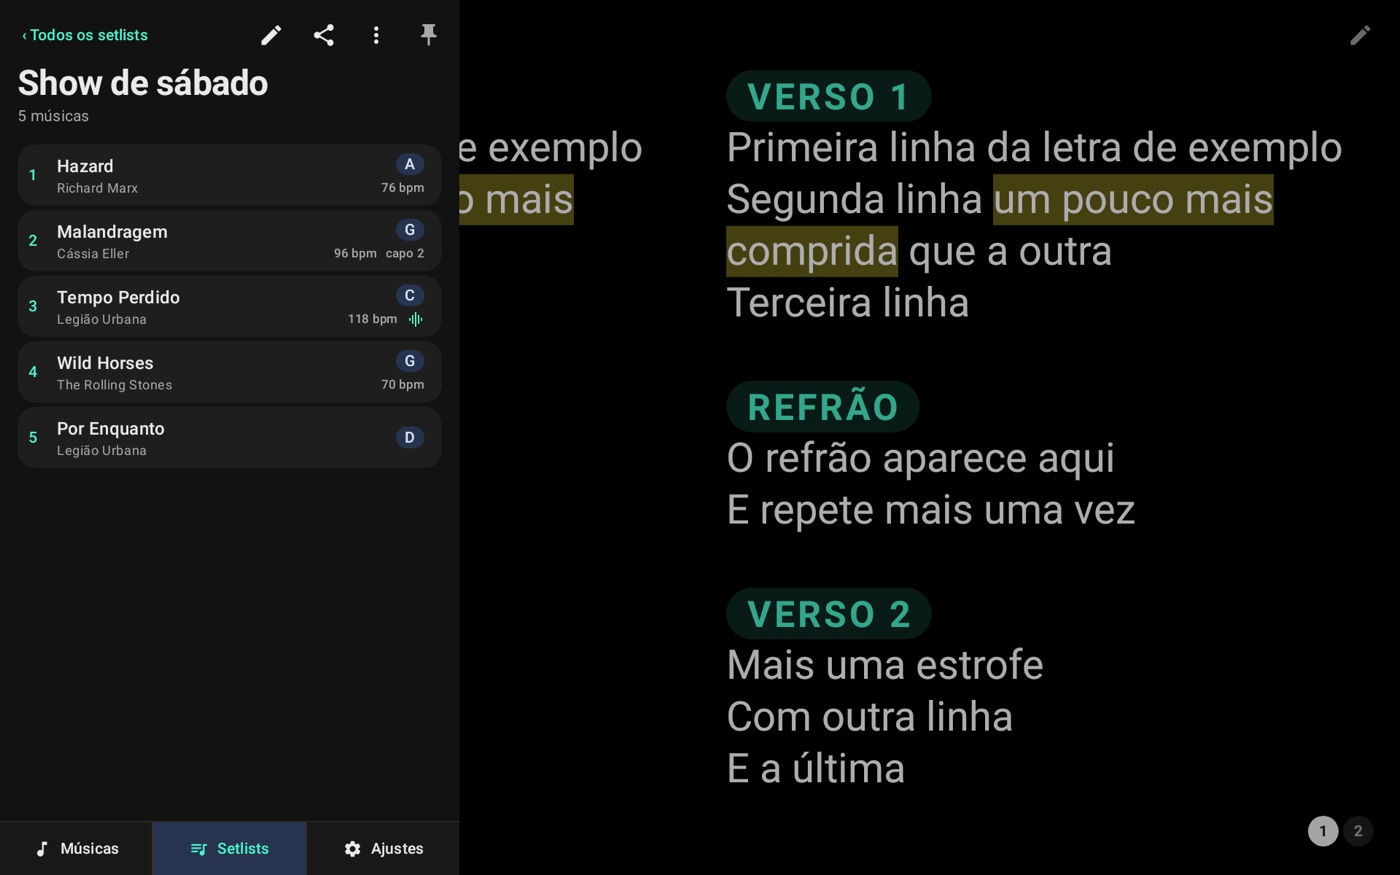 ‹ Todos os setlists
Show de sábado
5 músicas
1 Hazard A
Richard Marx 76 bpm
2 Malandragem G
Cássia Eller 96 bpm capo 2
3 Tempo Perdido C
Legião Urbana 118 bpm
4 Wild Horses G
The Rolling Stones 70 bpm
5 Por Enquanto D
Legião Urbana
Músicas
Setlists
Ajustes
e exemplo
o mais
VERSO 1
Primeira linha da letra de exemplo
Segunda linha um pouco mais
comprida que a outra
Terceira linha
REFRÃO
O refrão aparece aqui
E repete mais uma vez
VERSO 2
Mais uma estrofe
Com outra linha
E a última
1 2